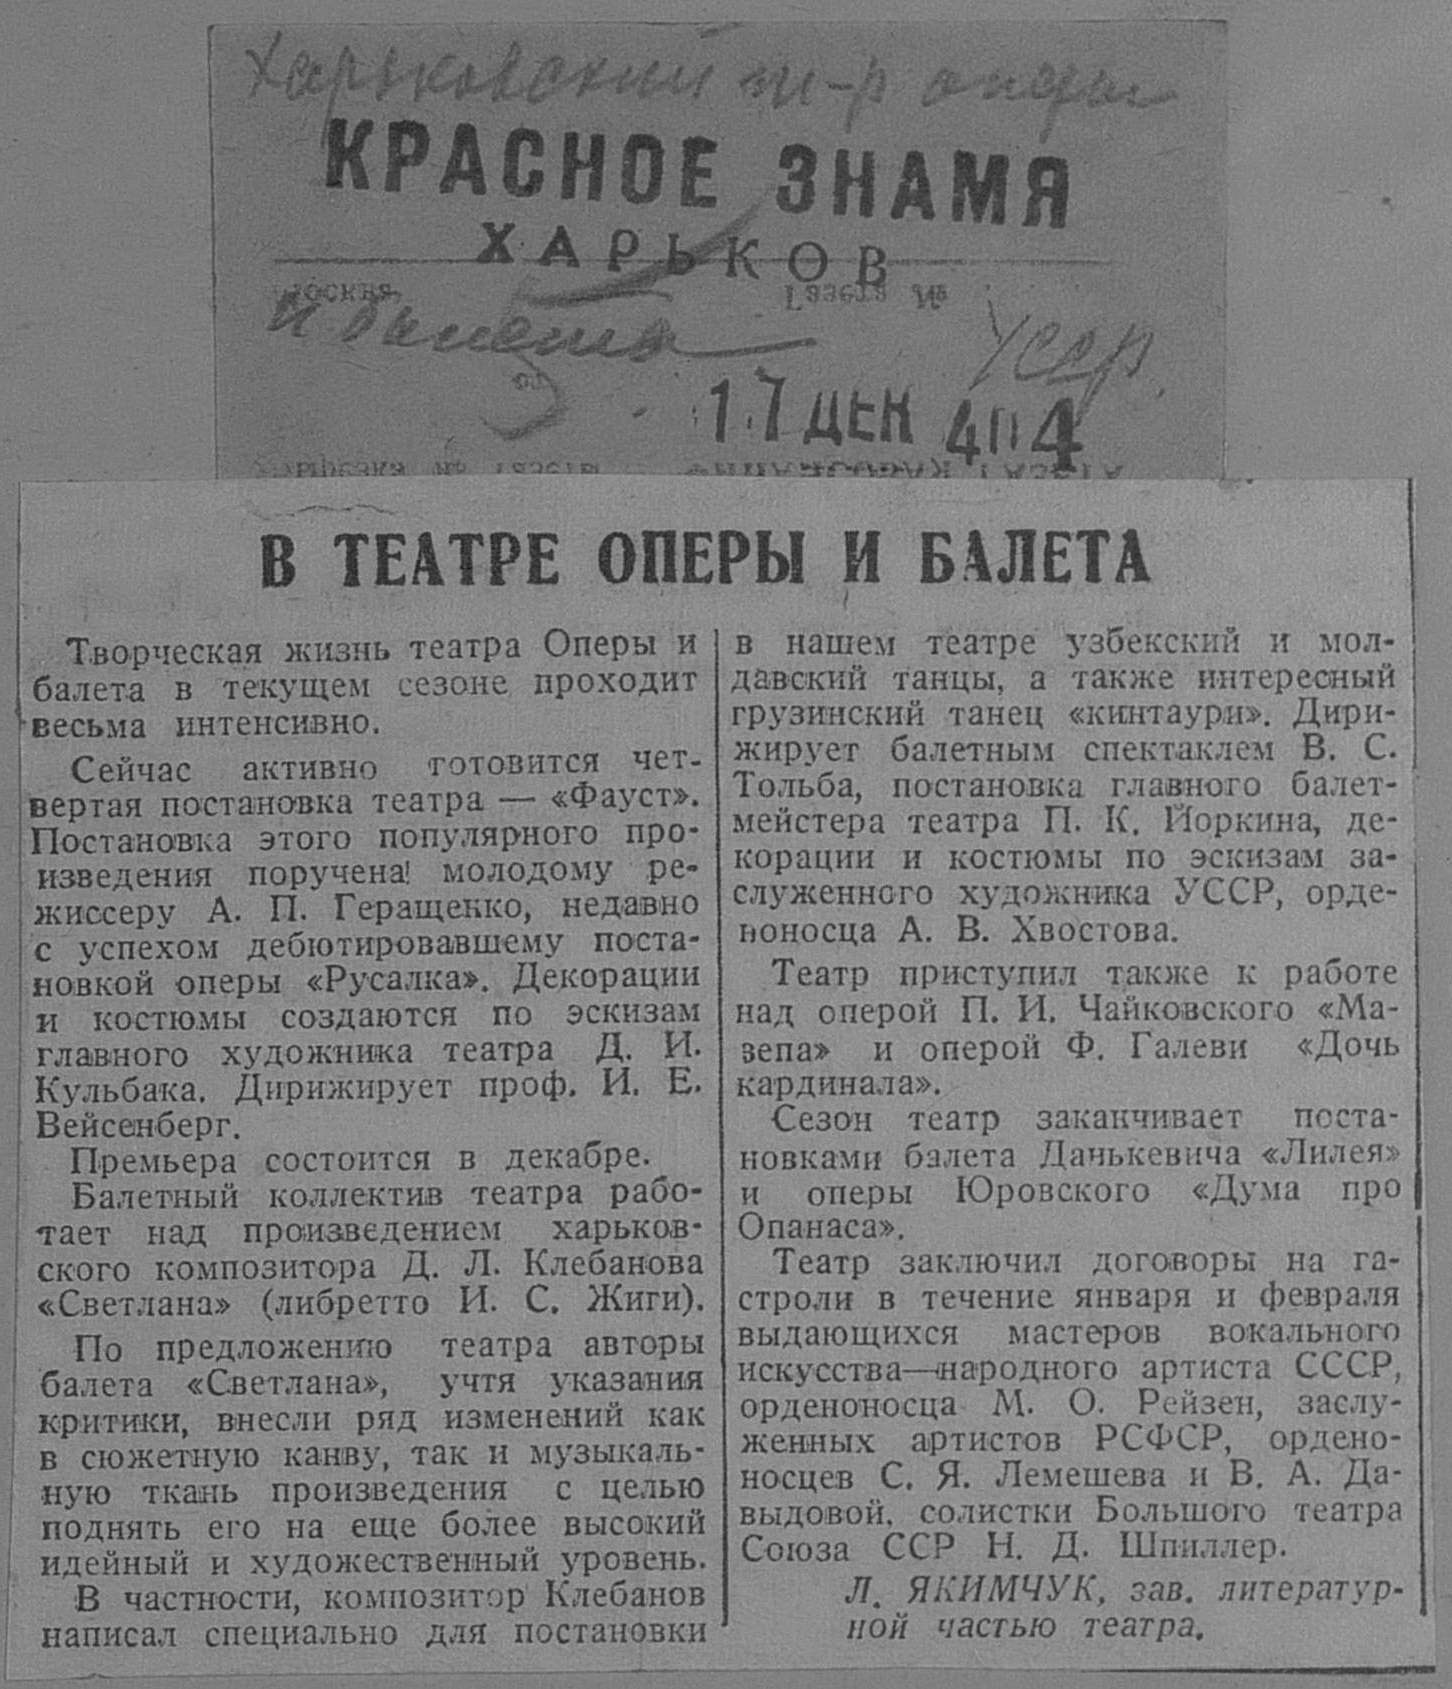 Харьковский т-р оперы
КРАСНОЕ ЗНАМЯ
ХАРЬКОВ
и балета
УССР
17 ДЕК 40
В ТЕАТРЕ ОПЕРЫ И БАЛЕТА
Творческая жизнь театра Оперы и
балета в текущем сезоне проходит
весьма интенсивно.
Сейчас активно готовится чет-
вертая постановка театра — «Фауст».
Постановка этого популярного про-
изведения поручена молодому ре-
жиссеру А. П. Геращенко, недавно
с успехом дебютировавшему поста-
новкой оперы «Русалка». Декорации
и костюмы создаются по эскизам
главного художника театра Д. И.
Кульбака. Дирижирует проф. И. Е.
Вейсенберг.
Премьера состоится в декабре.
Балетный коллектив театра рабо-
тает над произведением харьков-
ского композитора Д. Л. Клебанова
«Светлана» (либретто И. С. Жиги).
По предложению театра авторы
балета «Светлана», учтя указания
критики, внесли ряд изменений как
в сюжетную канву, так и музыкаль-
ную ткань произведения с целью
поднять его на еще более высокий
идейный и художественный уровень.
В частности, композитор Клебанов
написал специально для постановки
в нашем театре узбекский и мол-
давский танцы, а также интересный
грузинский танец «кинтаури». Дири-
жирует балетным спектаклем В. С.
Тольба, постановка главного балет-
мейстера театра П. К. Йоркина, де-
корации и костюмы по эскизам за-
служенного художника УССР, орде-
ноносца А. В. Хвостова.
Театр приступил также к работе
над оперой П. И. Чайковского «Ма-
зепа» и оперой Ф. Галеви «Дочь
кардинала».
Сезон театр заканчивает поста-
новками балета Данькевича «Лилея»
и оперы Юровского «Дума про
Опанаса».
Театр заключил договоры на га-
строли в течение января и февраля
выдающихся мастеров вокального
искусства—народного артиста СССР,
орденоносца М. О. Рейзен, заслу-
женных артистов РСФСР, ордено-
носцев С. Я. Лемешева и В. А. Да-
выдовой, солистки Большого театра
Союза ССР Н. Д. Шпиллер.
Л. ЯКИМЧУК, зав. литератур-
ной частью театра.